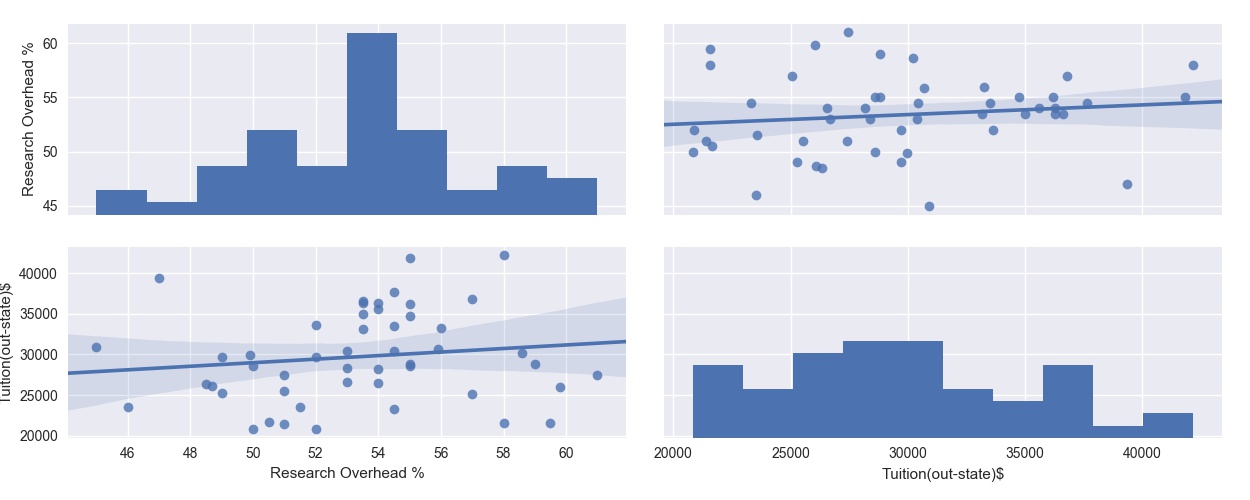 60
55
50
45
Research Overhead %
40000
35000
30000
25000
20000
Tuition(out-state)$
46 48 50 52 54 56 58 60
Research Overhead %
20000 25000 30000 35000 40000
Tuition(out-state)$